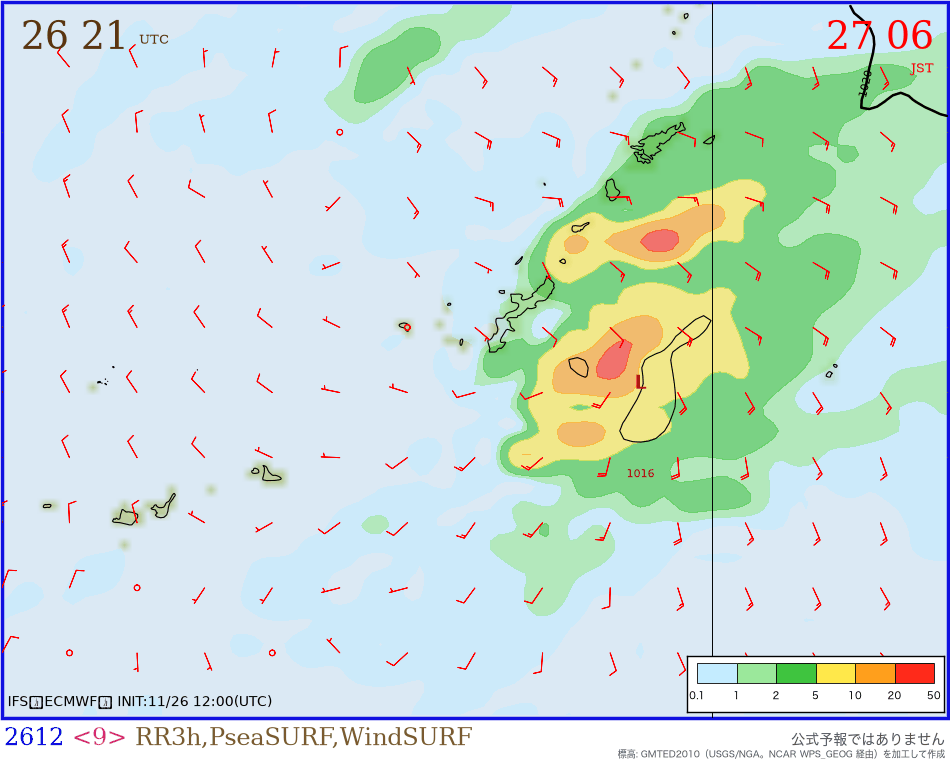 26 21 UTC
27 06
JST
1020
L
1016
IFS ECMWF INIT:11/26 12:00(UTC)
0.1 1 2 5 10 20 50
2612 <9> RR3h,PseaSURF,WindSURF
公式予報ではありません
標高: GMTED2010（USGS/NGA。NCAR WPS_GEOG 経由）を加工して作成